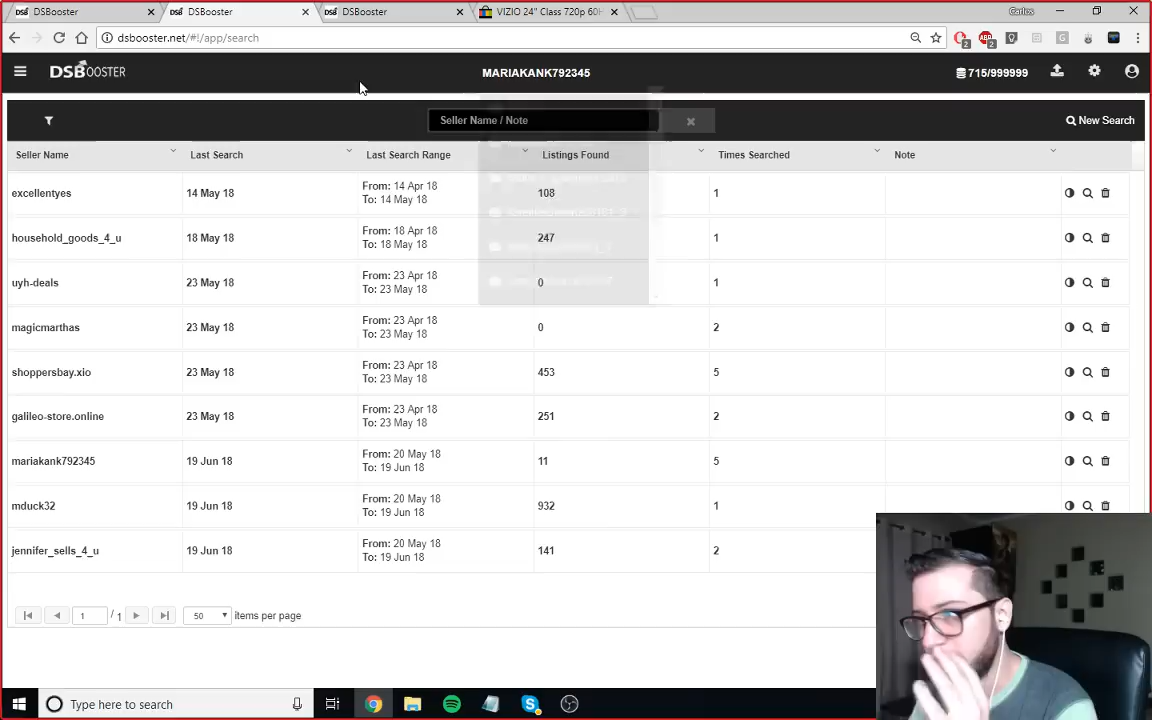 DSBooster
DSBooster
DSBooster
VIZIO 24" Class 720p 60H
Carlos
dsbooster.net/#!/app/search
DSBOOSTER
MARIAKANK792345
715/999999
Seller Name / Note
New Search
Seller Name
Last Search
Last Search Range
Listings Found
Times Searched
Note
excellentyes
14 May 18
From: 14 Apr 18
To: 14 May 18
108
1
household_goods_4_u
18 May 18
From: 18 Apr 18
To: 18 May 18
247
1
uyh-deals
23 May 18
From: 23 Apr 18
To: 23 May 18
0
1
magicmarthas
23 May 18
From: 23 Apr 18
To: 23 May 18
0
2
shoppersbay.xio
23 May 18
From: 23 Apr 18
To: 23 May 18
453
5
galileo-store.online
23 May 18
From: 23 Apr 18
To: 23 May 18
251
2
mariakank792345
19 Jun 18
From: 20 May 18
To: 19 Jun 18
11
5
mduck32
19 Jun 18
From: 20 May 18
To: 19 Jun 18
932
1
jennifer_sells_4_u
19 Jun 18
From: 20 May 18
To: 19 Jun 18
141
2
1
/ 1
50
items per page
Type here to search